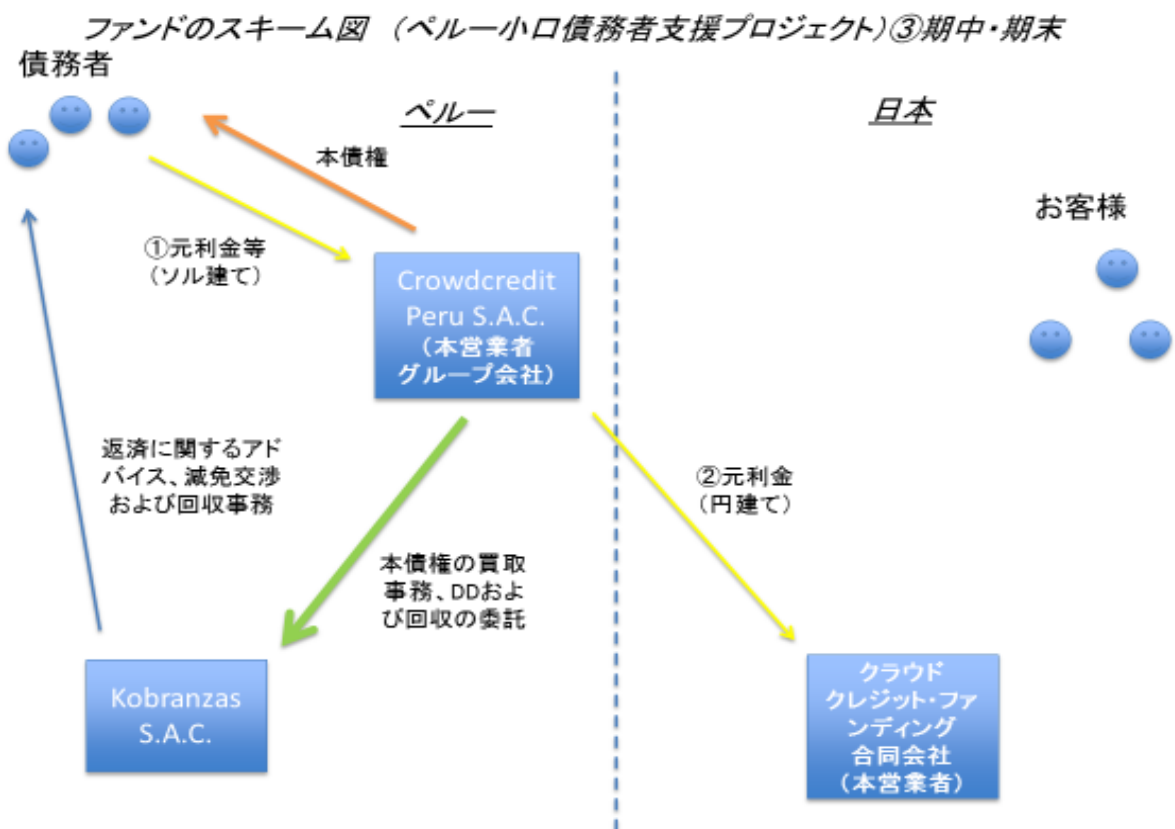 ファンドのスキーム図 （ペルー小口債務者支援プロジェクト）③期中・期末
債務者
ペルー
日本
本債権
お客様
①元利金等
（ソル建て）
Crowdcredit
Peru S.A.C.
（本営業者
グループ会社）
返済に関するアド
バイス、減免交渉
および回収事務
②元利金
（円建て）
本債権の買取
事務、DDおよ
び回収の委託
Kobranzas
S.A.C.
クラウド
クレジット・ファ
ンディング
合同会社
（本営業者）